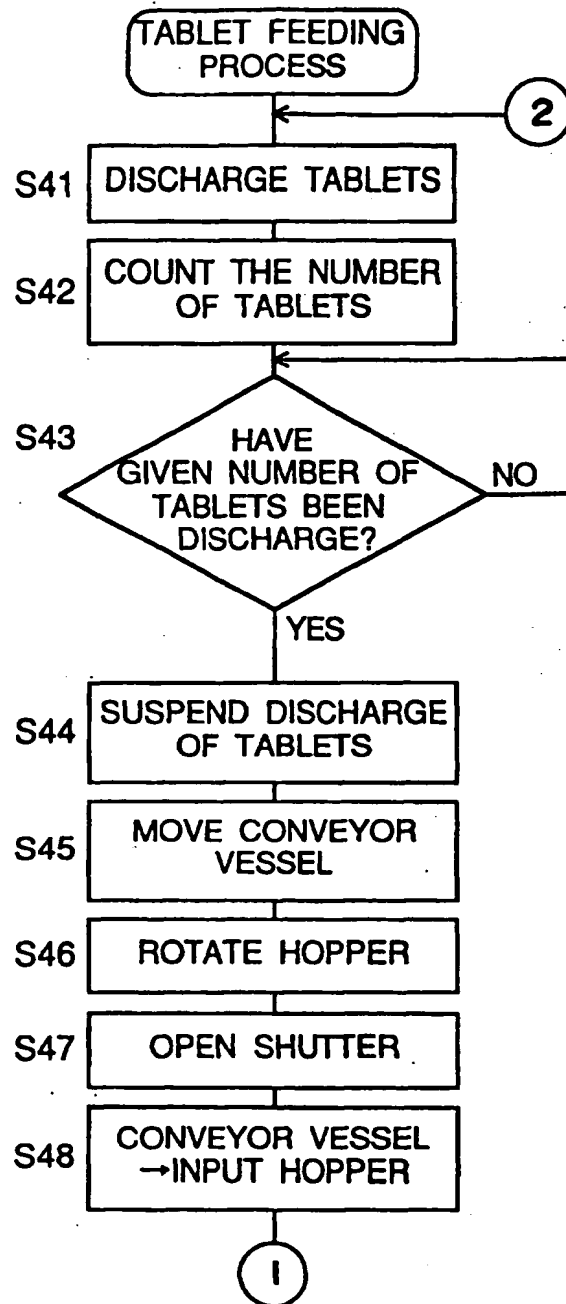 TABLET FEEDING
PROCESS
2
S41
DISCHARGE TABLETS
S42
COUNT THE NUMBER
OF TABLETS
S43
HAVE
GIVEN NUMBER OF
TABLETS BEEN
DISCHARGE?
NO
YES
S44
SUSPEND DISCHARGE
OF TABLETS
S45
MOVE CONVEYOR
VESSEL
S46
ROTATE HOPPER
S47
OPEN SHUTTER
S48
CONVEYOR VESSEL
→INPUT HOPPER
1